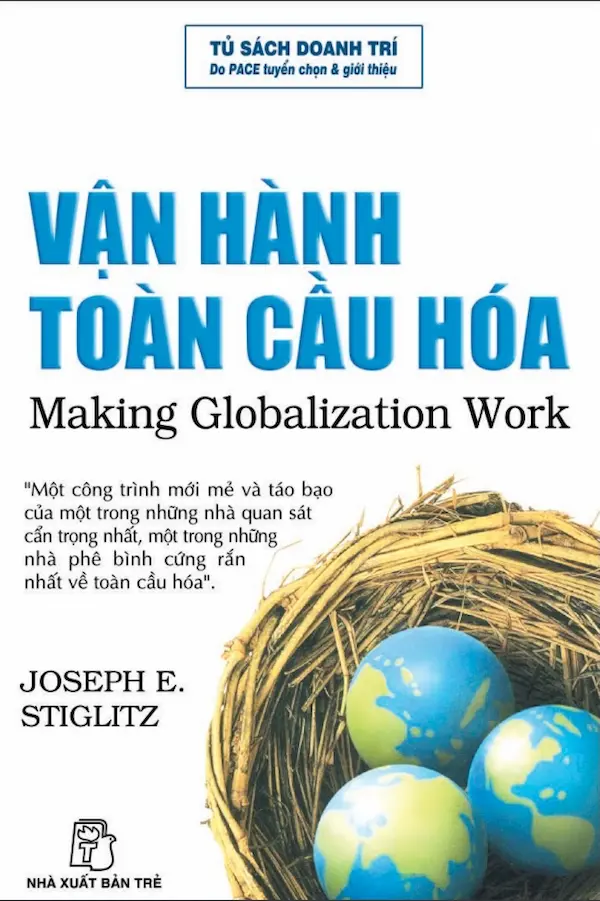 TỦ SÁCH DOANH TRÍ
Do PACE tuyển chọn & giới thiệu
VẬN HÀNH
TOÀN CẦU HÓA
Making Globalization Work
"Một công trình mới mẻ và táo bạo
của một trong những nhà quan sát
cẩn trọng nhất, một trong những
nhà phê bình cứng rắn
nhất về toàn cầu hóa".
JOSEPH E.
STIGLITZ
T
NHÀ XUẤT BẢN TRẺ